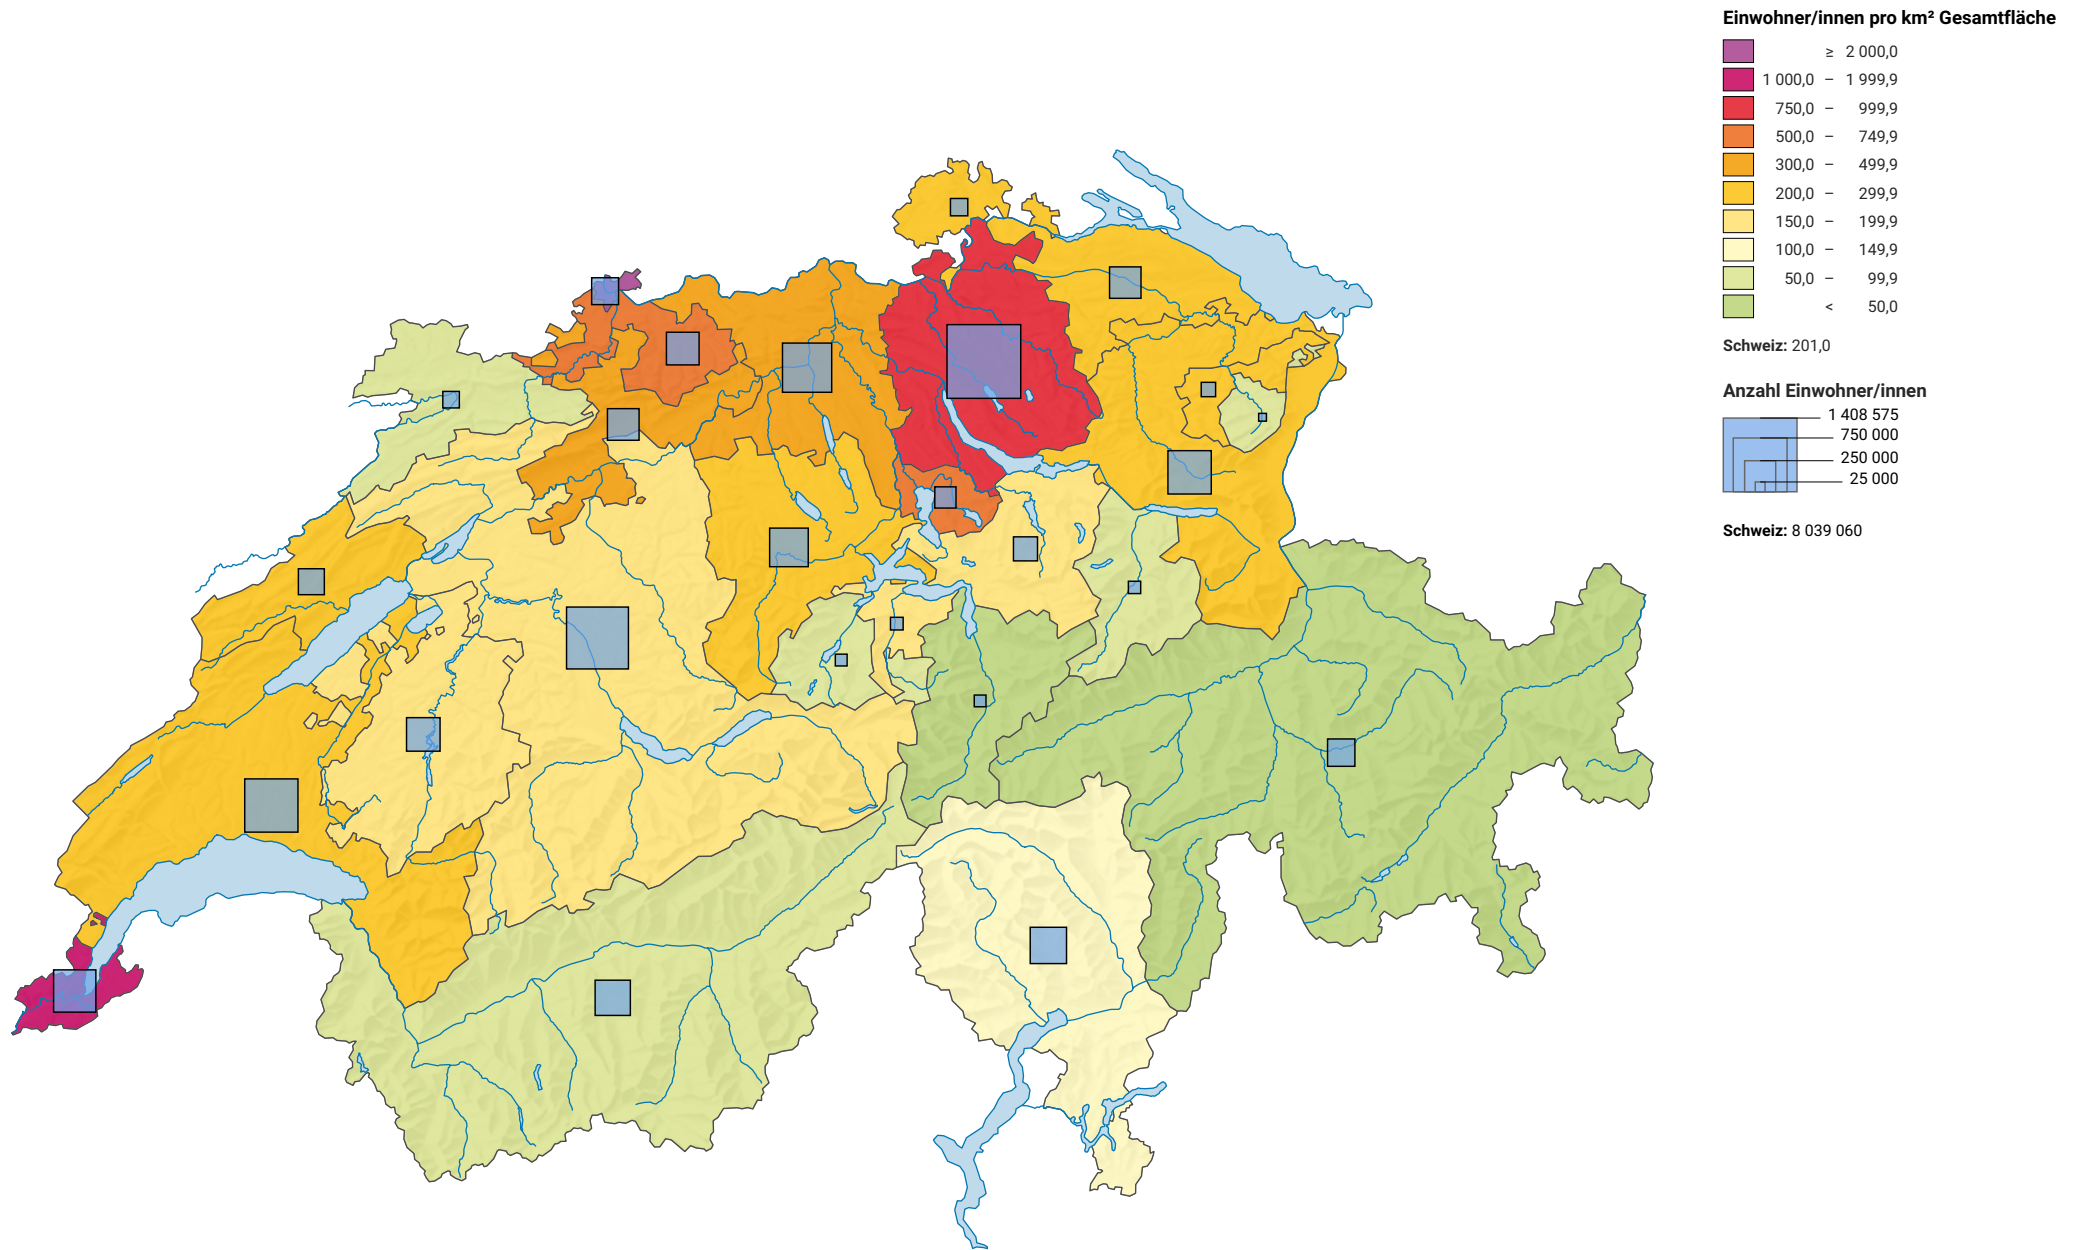 Einwohner/innen pro km² Gesamtfläche
≥ 2 000,0
1 000,0 – 1 999,9
750,0 – 999,9
500,0 – 749,9
300,0 – 499,9
200,0 – 299,9
150,0 – 199,9
100,0 – 149,9
50,0 – 99,9
< 50,0
Schweiz: 201,0
Anzahl Einwohner/innen
1 408 575
750 000
250 000
25 000
Schweiz: 8 039 060